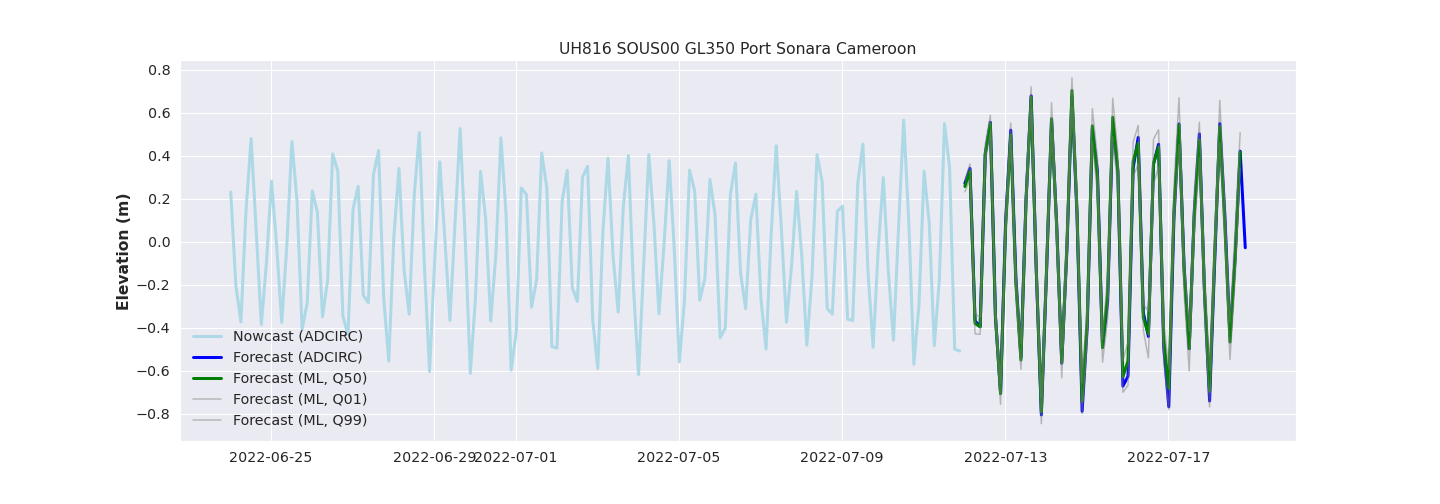 UH816 SOUS00 GL350 Port Sonara Cameroon
Elevation (m)
0.8
0.6
0.4
0.2
0.0
−0.2
−0.4
−0.6
−0.8
Nowcast (ADCIRC)
Forecast (ADCIRC)
Forecast (ML, Q50)
Forecast (ML, Q01)
Forecast (ML, Q99)
2022-06-25 2022-06-29 2022-07-01 2022-07-05 2022-07-09 2022-07-13 2022-07-17